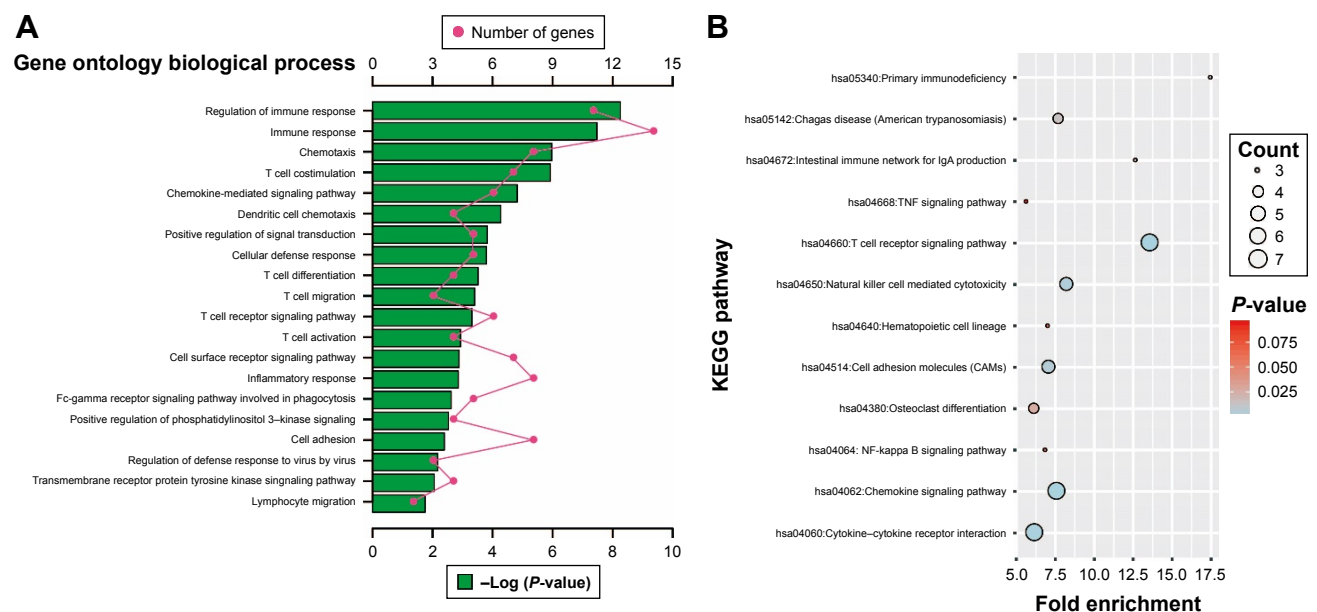 A
Number of genes
Gene ontology biological process
0 3 6 9 12 15
Regulation of immune response
Immune response
Chemotaxis
T cell costimulation
Chemokine-mediated signaling pathway
Dendritic cell chemotaxis
Positive regulation of signal transduction
Cellular defense response
T cell differentiation
T cell migration
T cell receptor signaling pathway
T cell activation
Cell surface receptor signaling pathway
Inflammatory response
Fc-gamma receptor signaling pathway involved in phagocytosis
Positive regulation of phosphatidylinositol 3–kinase signaling
Cell adhesion
Regulation of defense response to virus by virus
Transmembrane receptor protein tyrosine kinase singnaling pathway
Lymphocyte migration
0 2 4 6 8 10
–Log (P-value)
B
KEGG pathway
hsa05340:Primary immunodeficiency
hsa05142:Chagas disease (American trypanosomiasis)
hsa04672:Intestinal immune network for IgA production
hsa04668:TNF signaling pathway
hsa04660:T cell receptor signaling pathway
hsa04650:Natural killer cell mediated cytotoxicity
hsa04640:Hematopoietic cell lineage
hsa04514:Cell adhesion molecules (CAMs)
hsa04380:Osteoclast differentiation
hsa04064: NF-kappa B signaling pathway
hsa04062:Chemokine signaling pathway
hsa04060:Cytokine–cytokine receptor interaction
5.0 7.5 10.0 12.5 15.0 17.5
Fold enrichment
Count
3
4
5
6
7
P-value
0.075
0.050
0.025